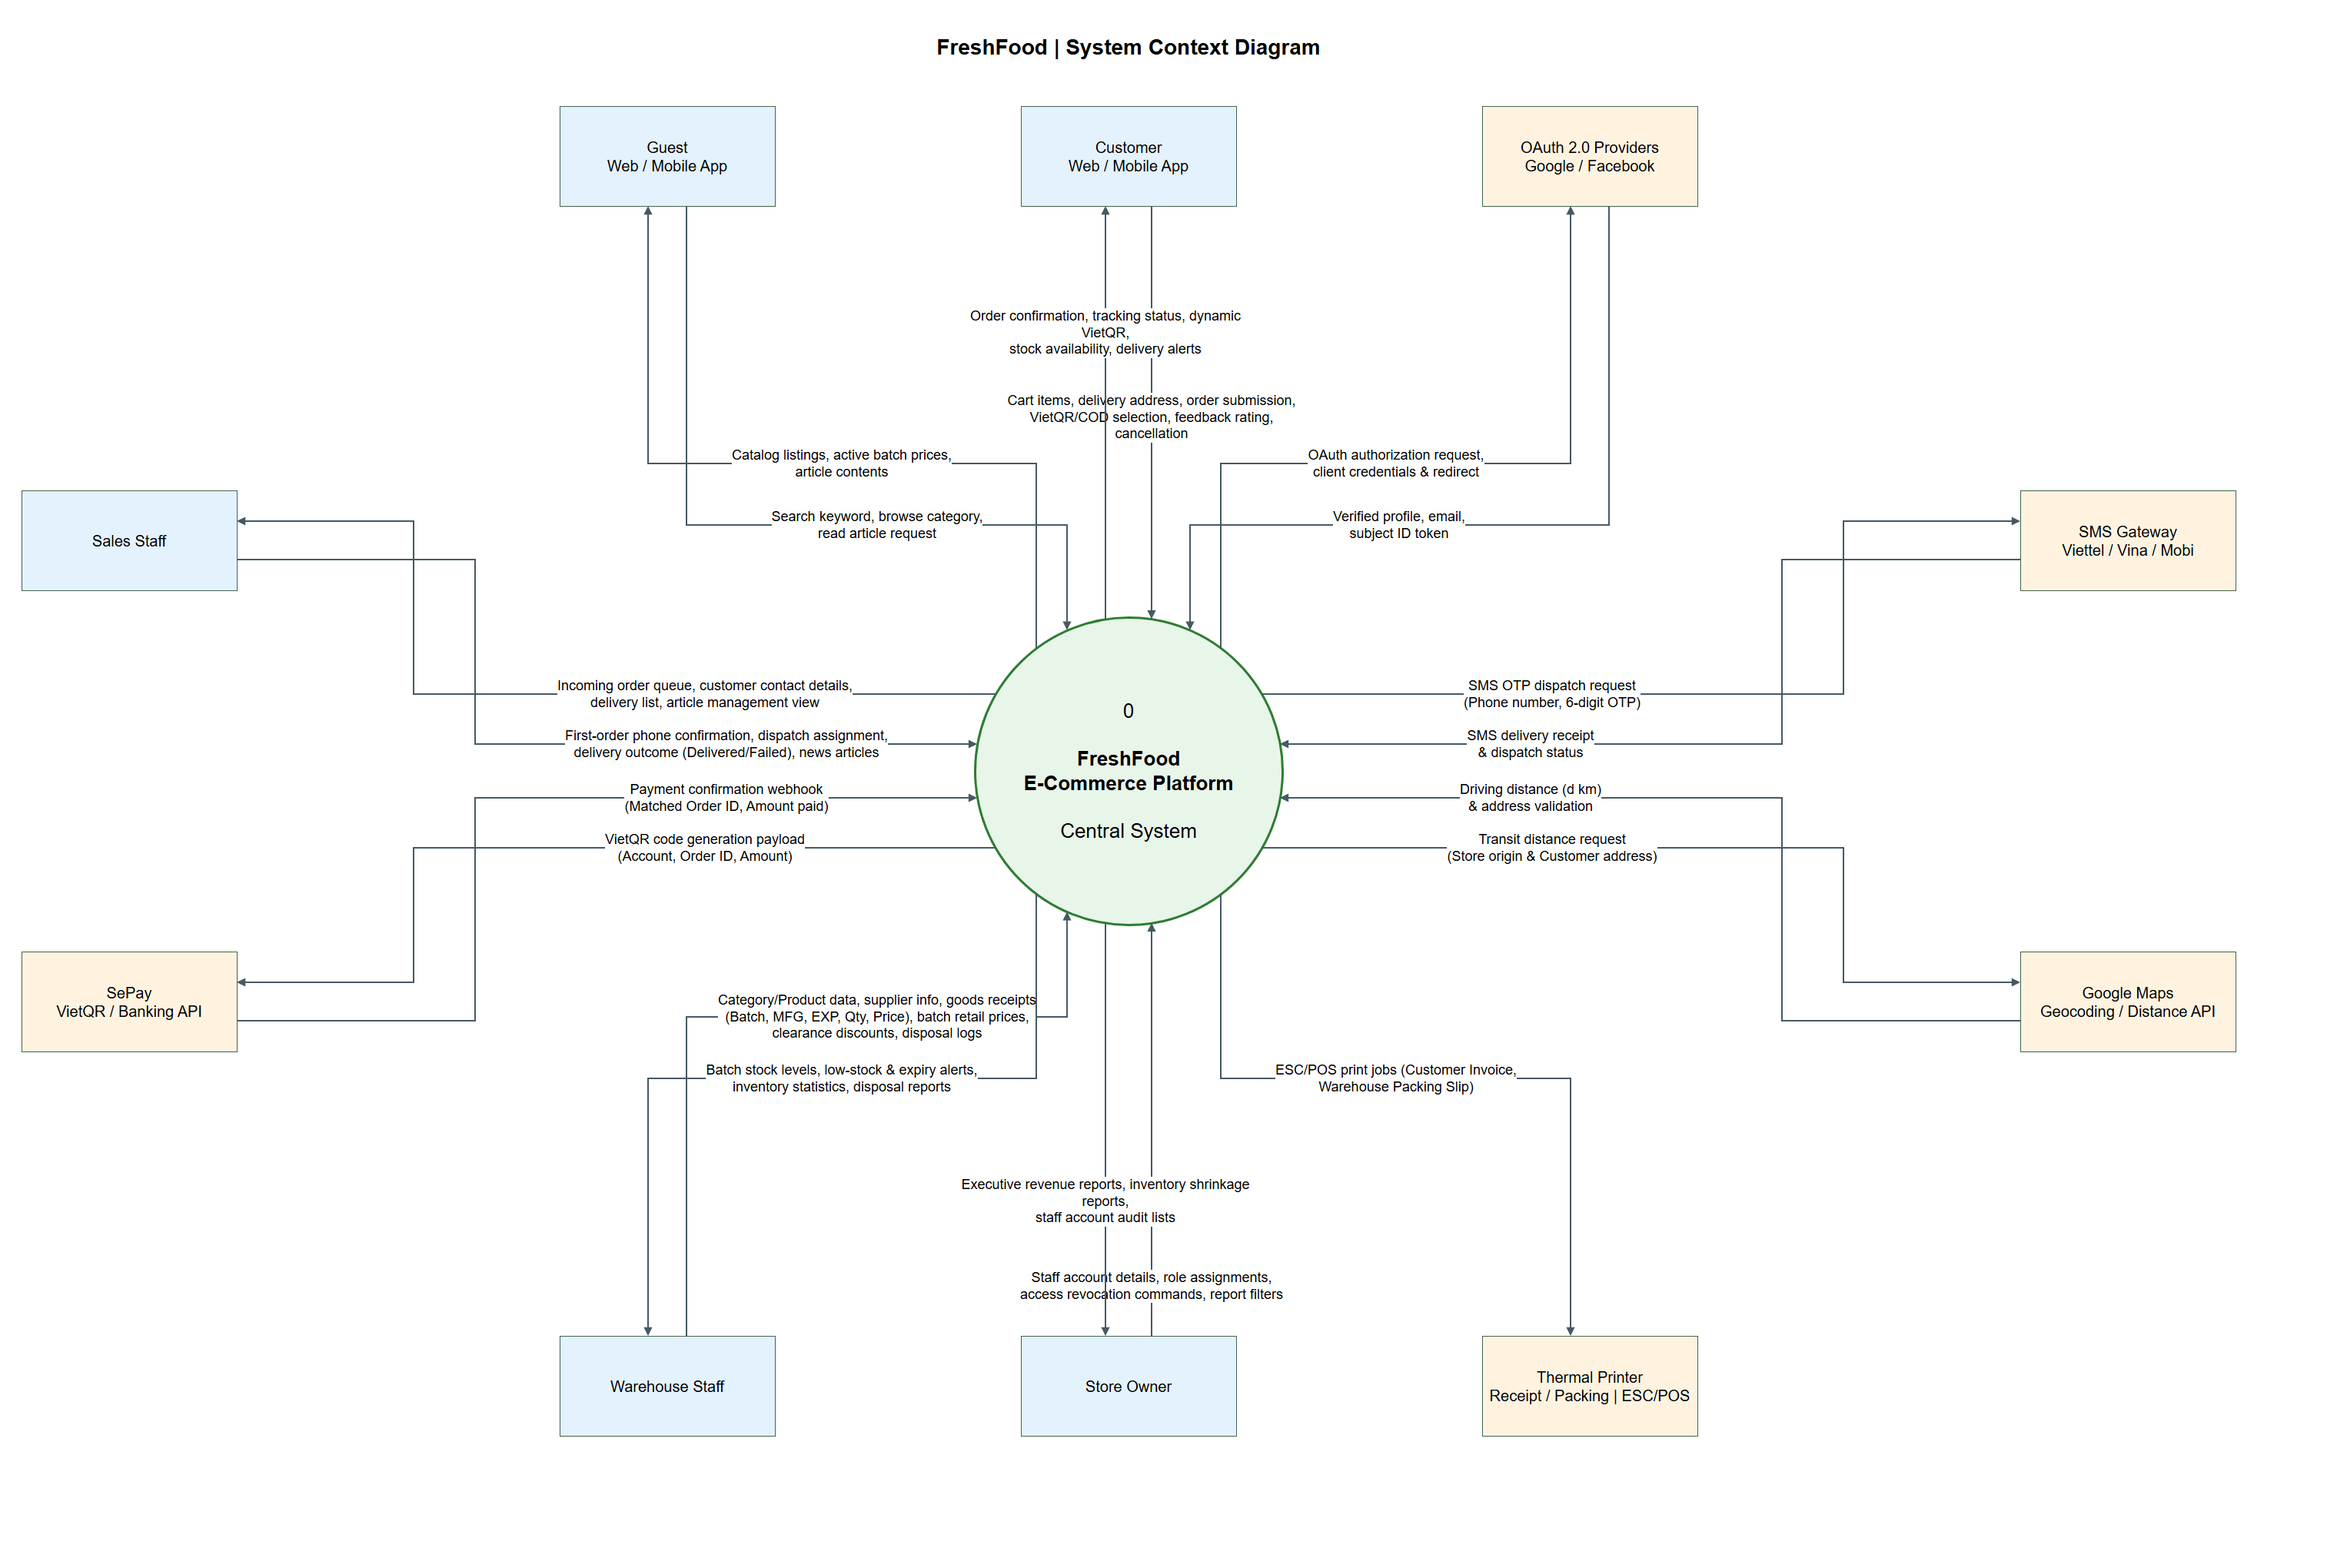 FreshFood | System Context Diagram
Guest
Web / Mobile App
Customer
Web / Mobile App
OAuth 2.0 Providers
Google / Facebook
Order confirmation, tracking status, dynamic
VietQR,
stock availability, delivery alerts
Cart items, delivery address, order submission,
VietQR/COD selection, feedback rating,
cancellation
Catalog listings, active batch prices,
article contents
OAuth authorization request,
client credentials & redirect
Search keyword, browse category,
read article request
Verified profile, email,
subject ID token
Sales Staff
SMS Gateway
Viettel / Vina / Mobi
Incoming order queue, customer contact details,
delivery list, article management view
SMS OTP dispatch request
(Phone number, 6-digit OTP)
First-order phone confirmation, dispatch assignment,
delivery outcome (Delivered/Failed), news articles
SMS delivery receipt
& dispatch status
0
FreshFood
E-Commerce Platform
Central System
Payment confirmation webhook
(Matched Order ID, Amount paid)
Driving distance (d km)
& address validation
VietQR code generation payload
(Account, Order ID, Amount)
Transit distance request
(Store origin & Customer address)
SePay
VietQR / Banking API
Google Maps
Geocoding / Distance API
Category/Product data, supplier info, goods receipts
(Batch, MFG, EXP, Qty, Price), batch retail prices,
clearance discounts, disposal logs
Batch stock levels, low-stock & expiry alerts,
inventory statistics, disposal reports
ESC/POS print jobs (Customer Invoice,
Warehouse Packing Slip)
Executive revenue reports, inventory shrinkage
reports,
staff account audit lists
Staff account details, role assignments,
access revocation commands, report filters
Warehouse Staff
Store Owner
Thermal Printer
Receipt / Packing | ESC/POS